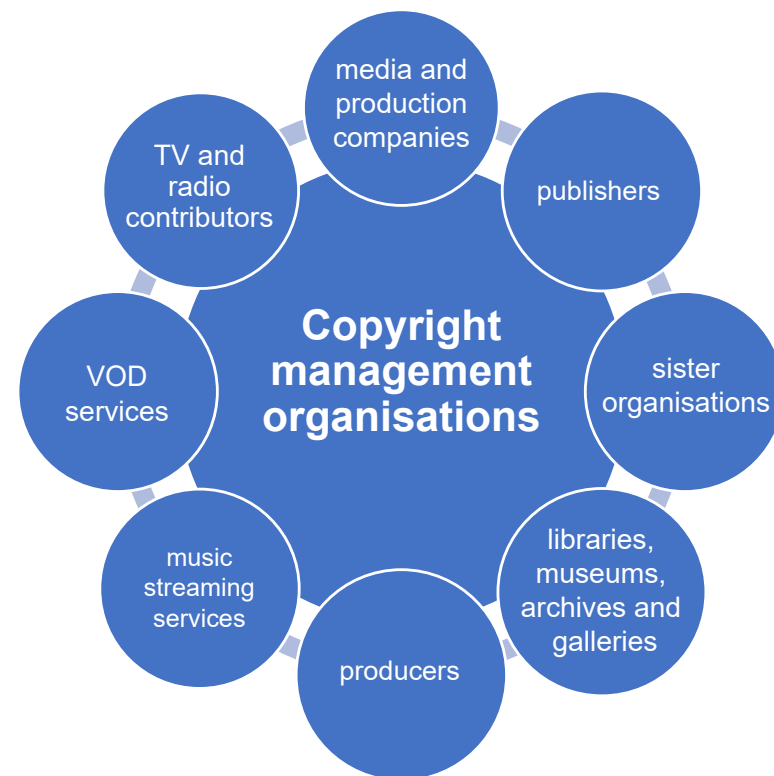 media and
production
companies
publishers
sister
organisations
libraries,
museums,
archives and
galleries
producers
music
streaming
services
VOD
services
TV and
radio
contributors
Copyright
management
organisations